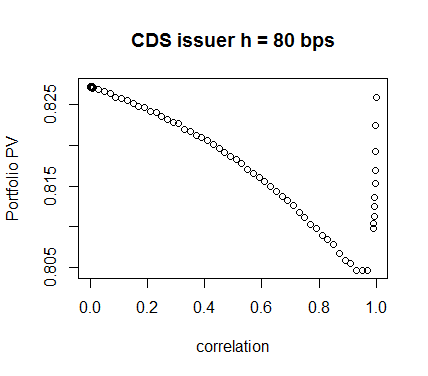 CDS issuer h = 80 bps
Portfolio PV
0.825
0.815
0.805
0.0 0.2 0.4 0.6 0.8 1.0
correlation